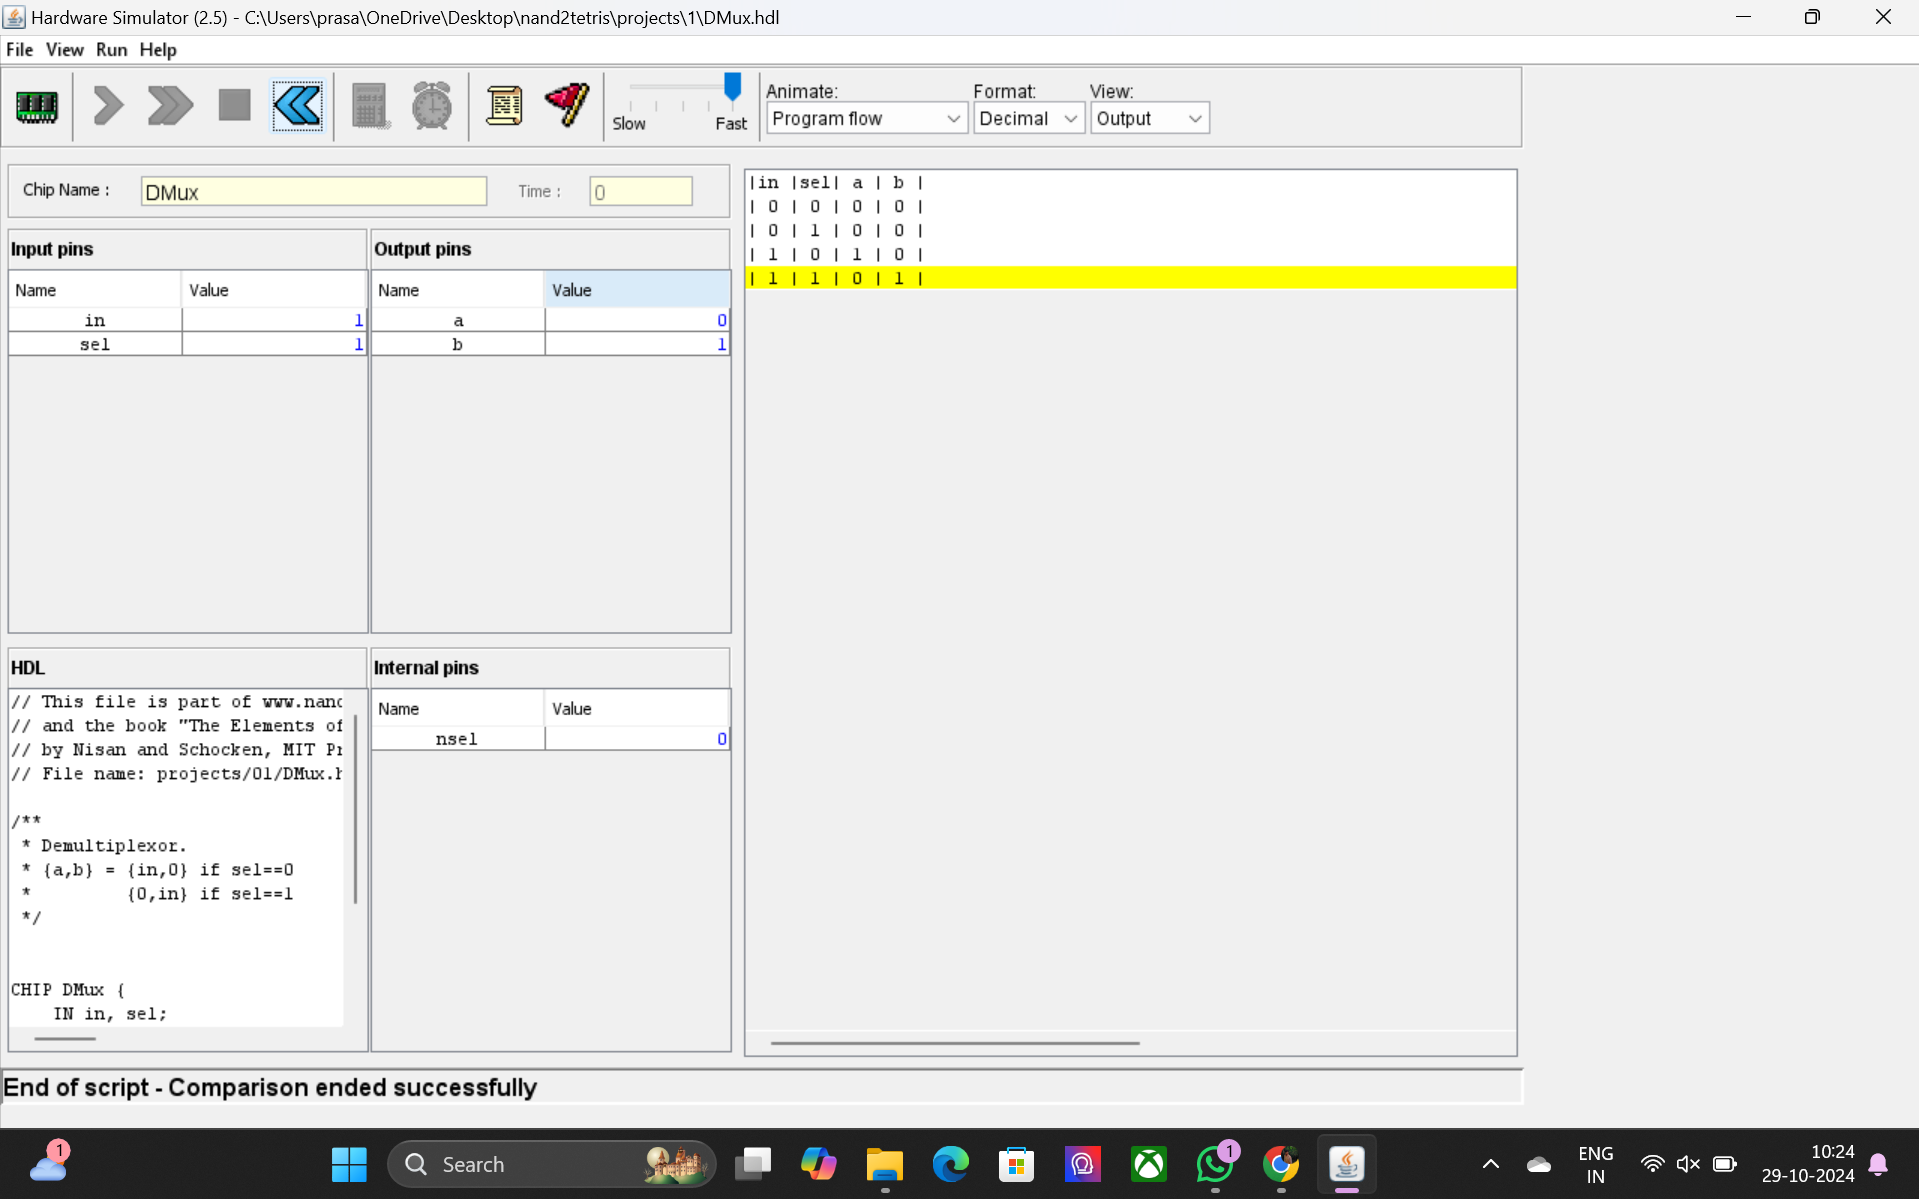 Hardware Simulator (2.5) - C:\Users\prasa\OneDrive\Desktop\nand2tetris\projects\1\DMux.hdl
File View Run Help
Slow Fast
Animate:
Program flow
Format:
Decimal
View:
Output
Chip Name :
DMux
Time :
0
Input pins
Name Value
in 1
sel 1
Output pins
Name Value
a 0
b 1
|in |sel| a | b |
| 0 | 0 | 0 | 0 |
| 0 | 1 | 0 | 0 |
| 1 | 0 | 1 | 0 |
| 1 | 1 | 0 | 1 |
HDL
// This file is part of www.nand
// and the book "The Elements of
// by Nisan and Schocken, MIT Pr
// File name: projects/01/DMux.h
/**
* Demultiplexor.
* {a,b} = {in,0} if sel==0
* {0,in} if sel==1
*/
CHIP DMux {
IN in, sel;
Internal pins
Name Value
nsel 0
End of script - Comparison ended successfully
1
Search
1
ENG
IN
10:24
29-10-2024